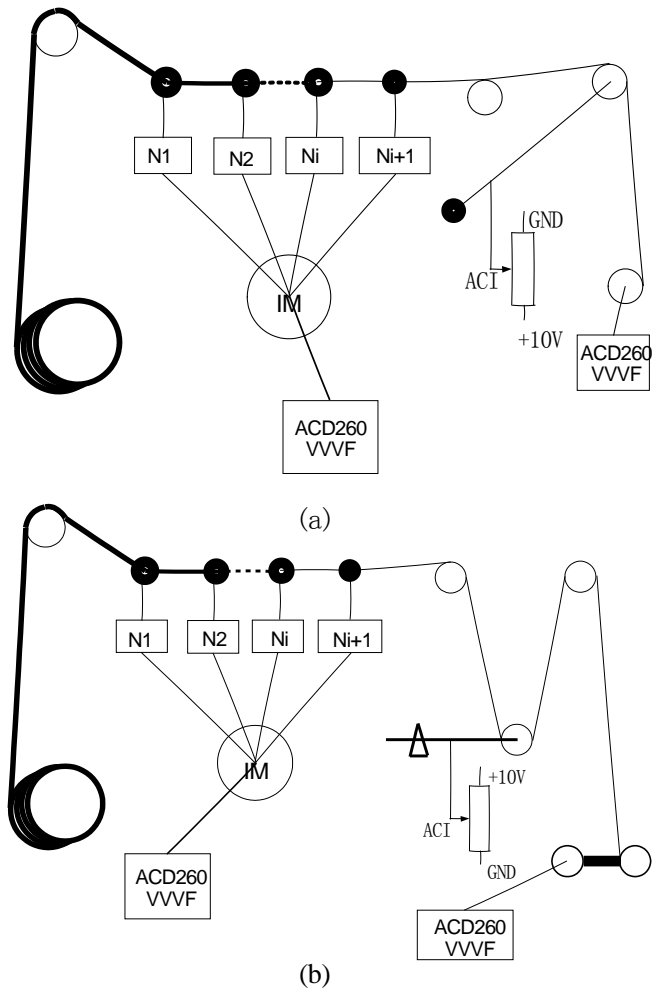 N1
N2
Ni
Ni+1
GND
IM
ACI
+10V
ACD260
VVVF
ACD260
VVVF
(a)
N1
N2
Ni
Ni+1
IM
+10V
ACI
GND
ACD260
VVVF
ACD260
VVVF
(b)